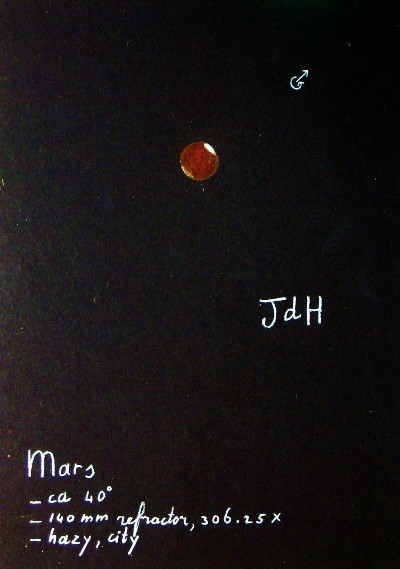 ♂
JdH
Mars
- ca 40°
- 140 mm refractor, 306.25 x
- hazy, city